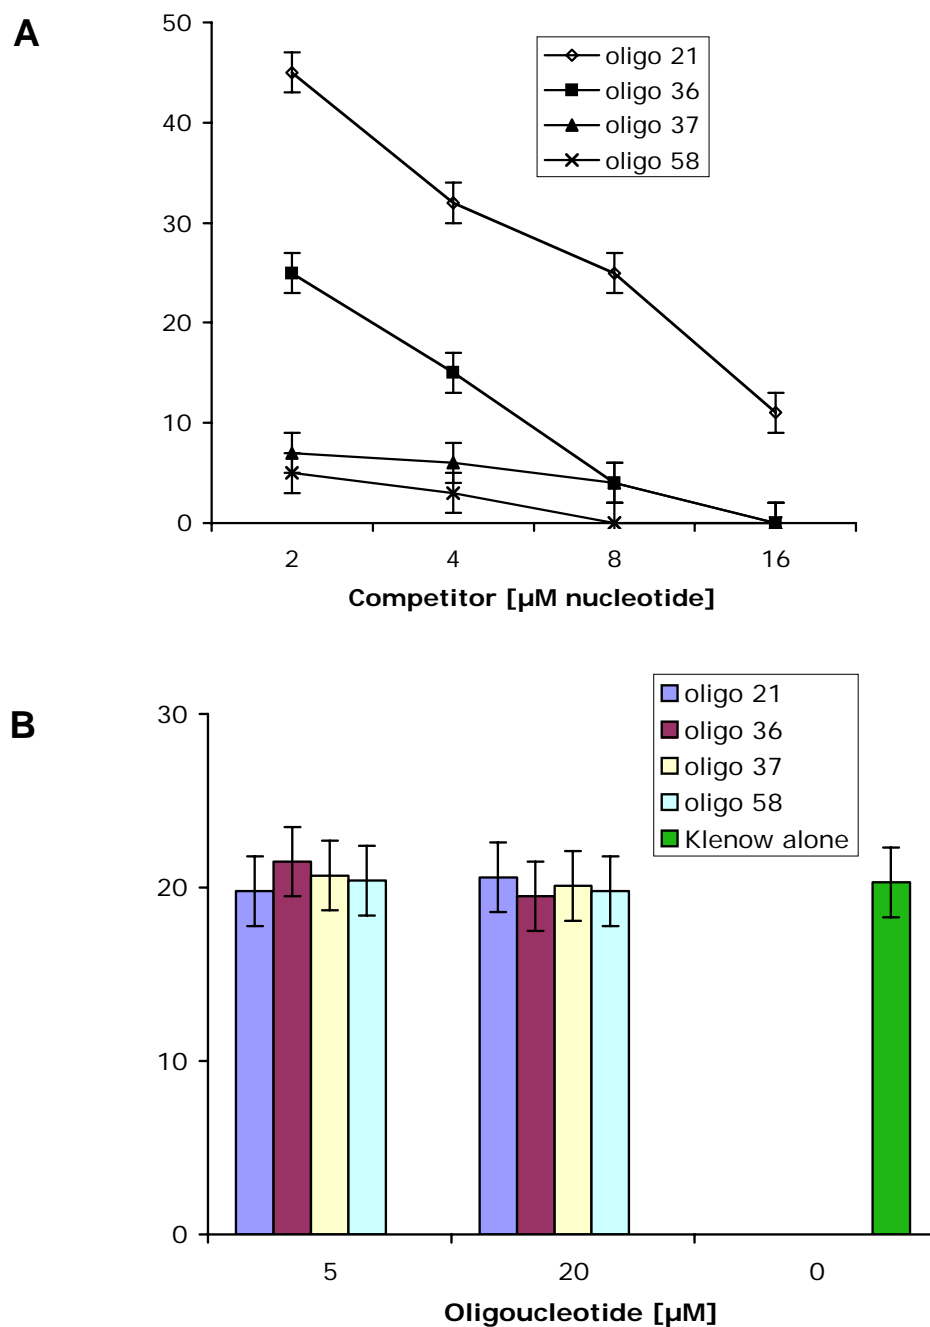 A
50
oligo 21
oligo 36
oligo 37
oligo 58
40
30
20
10
0
2 4 8 16
Competitor [µM nucleotide]
B
oligo 21
oligo 36
oligo 37
oligo 58
Klenow alone
30
20
10
0
5 20 0
Oligoucleotide [µM]